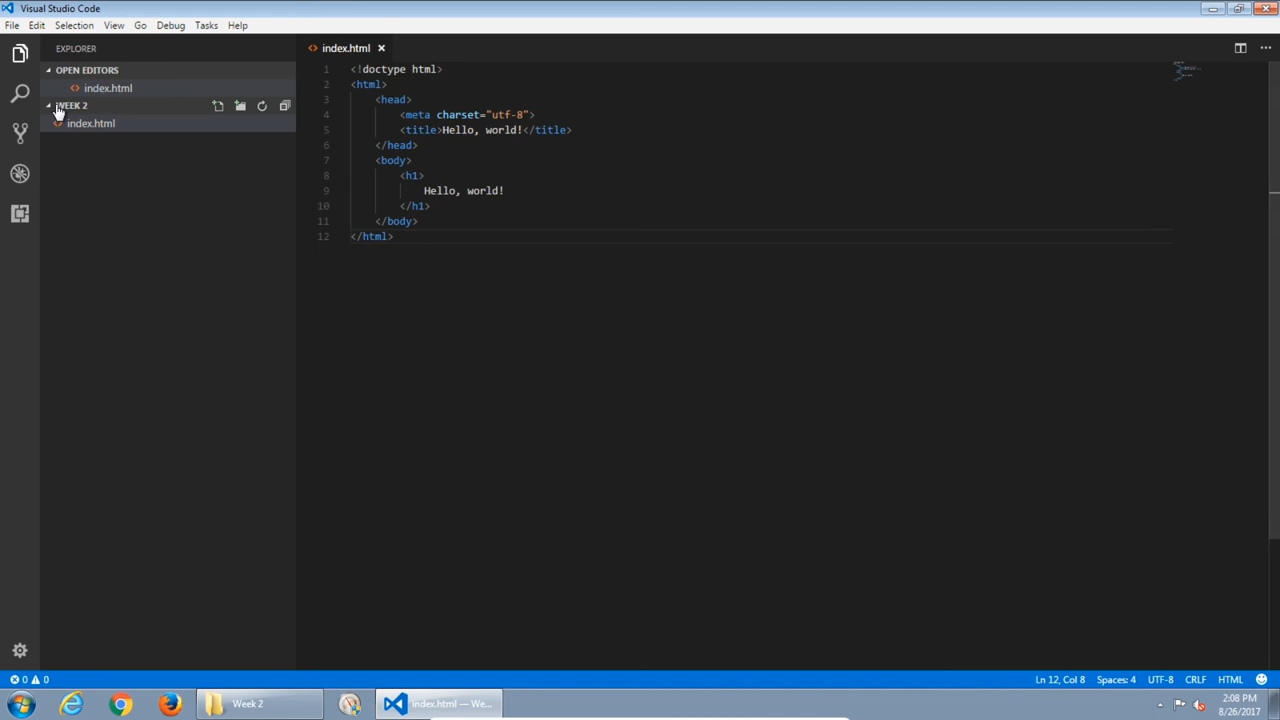 Visual Studio Code
File Edit Selection View Go Debug Tasks Help
EXPLORER
OPEN EDITORS
index.html
WEEK 2
index.html
index.html
1 <!doctype html>
2 <html>
3 <head>
4 <meta charset="utf-8">
5 <title>Hello, world!</title>
6 </head>
7 <body>
8 <h1>
9 Hello, world!
10 </h1>
11 </body>
12 </html>
0 0
Ln 12, Col 8 Spaces: 4 UTF-8 CRLF HTML
Week 2
index.html — We...
2:08 PM
8/26/2017